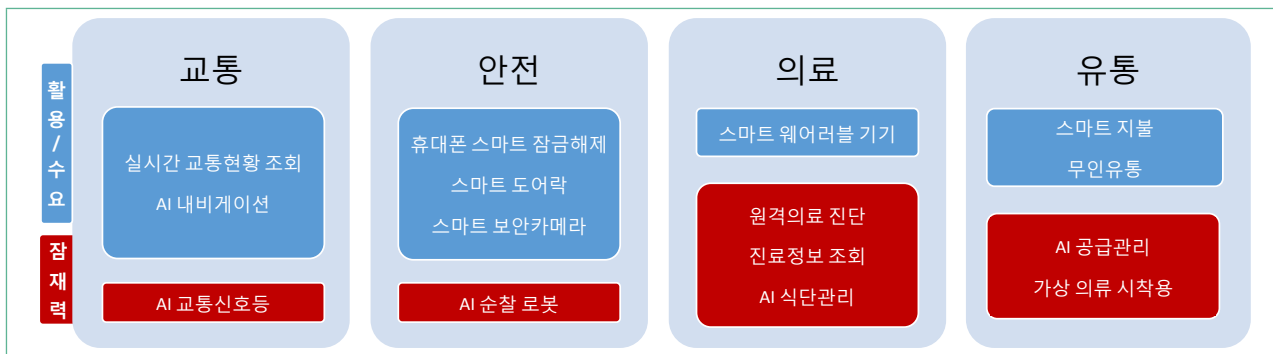 활용/수요
잠재력
교통
실시간 교통현황 조회
AI 내비게이션
AI 교통신호등
안전
휴대폰 스마트 잠금해제
스마트 도어락
스마트 보안카메라
AI 순찰 로봇
의료
스마트 웨어러블 기기
원격의료 진단
진료정보 조회
AI 식단관리
유통
스마트 지불
무인유통
AI 공급관리
가상 의류 시착용